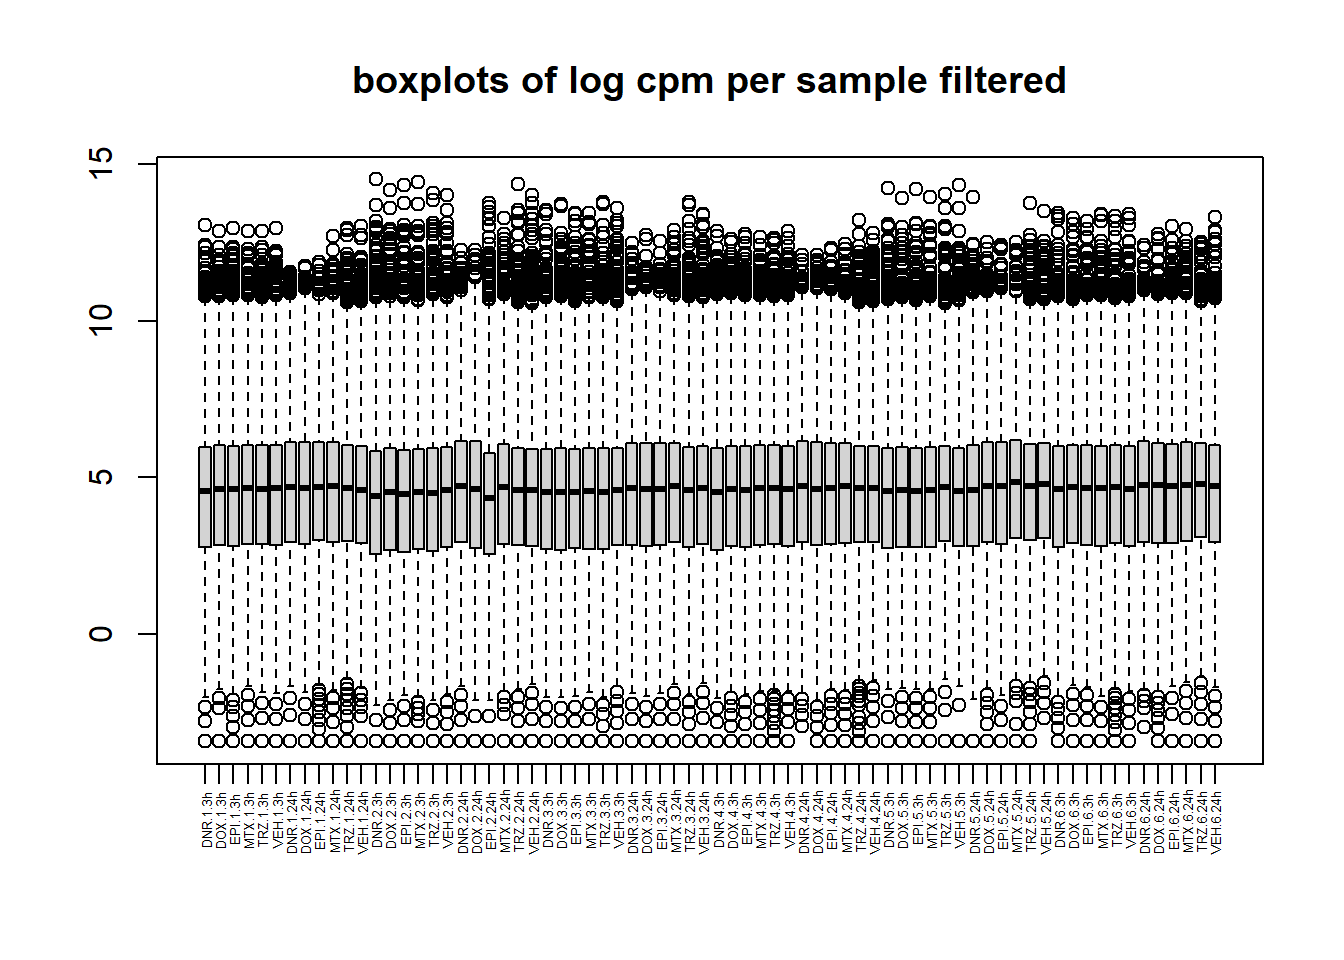 boxplots of log cpm per sample filtered
15
10
5
0
DNR.1.3h
DOX.1.3h
EPI.1.3h
MTX.1.3h
TRZ.1.3h
VEH.1.3h
DNR.1.24h
DOX.1.24h
EPI.1.24h
MTX.1.24h
TRZ.1.24h
VEH.1.24h
DNR.2.3h
DOX.2.3h
EPI.2.3h
MTX.2.3h
TRZ.2.3h
VEH.2.3h
DNR.2.24h
DOX.2.24h
EPI.2.24h
MTX.2.24h
TRZ.2.24h
VEH.2.24h
DNR.3.3h
DOX.3.3h
EPI.3.3h
MTX.3.3h
TRZ.3.3h
VEH.3.3h
DNR.3.24h
DOX.3.24h
EPI.3.24h
MTX.3.24h
TRZ.3.24h
VEH.3.24h
DNR.4.3h
DOX.4.3h
EPI.4.3h
MTX.4.3h
TRZ.4.3h
VEH.4.3h
DNR.4.24h
DOX.4.24h
EPI.4.24h
MTX.4.24h
TRZ.4.24h
VEH.4.24h
DNR.5.3h
DOX.5.3h
EPI.5.3h
MTX.5.3h
TRZ.5.3h
VEH.5.3h
DNR.5.24h
DOX.5.24h
EPI.5.24h
MTX.5.24h
TRZ.5.24h
VEH.5.24h
DNR.6.3h
DOX.6.3h
EPI.6.3h
MTX.6.3h
TRZ.6.3h
VEH.6.3h
DNR.6.24h
DOX.6.24h
EPI.6.24h
MTX.6.24h
TRZ.6.24h
VEH.6.24h